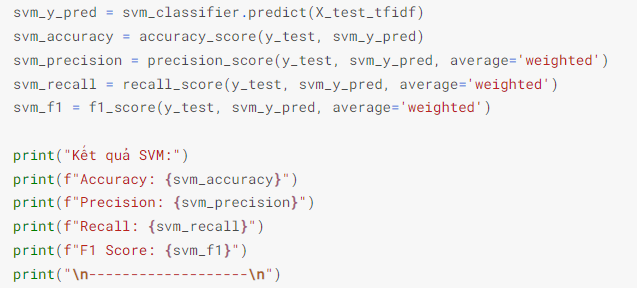 svm_y_pred = svm_classifier.predict(X_test_tfidf)
svm_accuracy = accuracy_score(y_test, svm_y_pred)
svm_precision = precision_score(y_test, svm_y_pred, average='weighted')
svm_recall = recall_score(y_test, svm_y_pred, average='weighted')
svm_f1 = f1_score(y_test, svm_y_pred, average='weighted')

print("Kết quả SVM:")
print(f"Accuracy: {svm_accuracy}")
print(f"Precision: {svm_precision}")
print(f"Recall: {svm_recall}")
print(f"F1 Score: {svm_f1}")
print("\n-------------------\n")